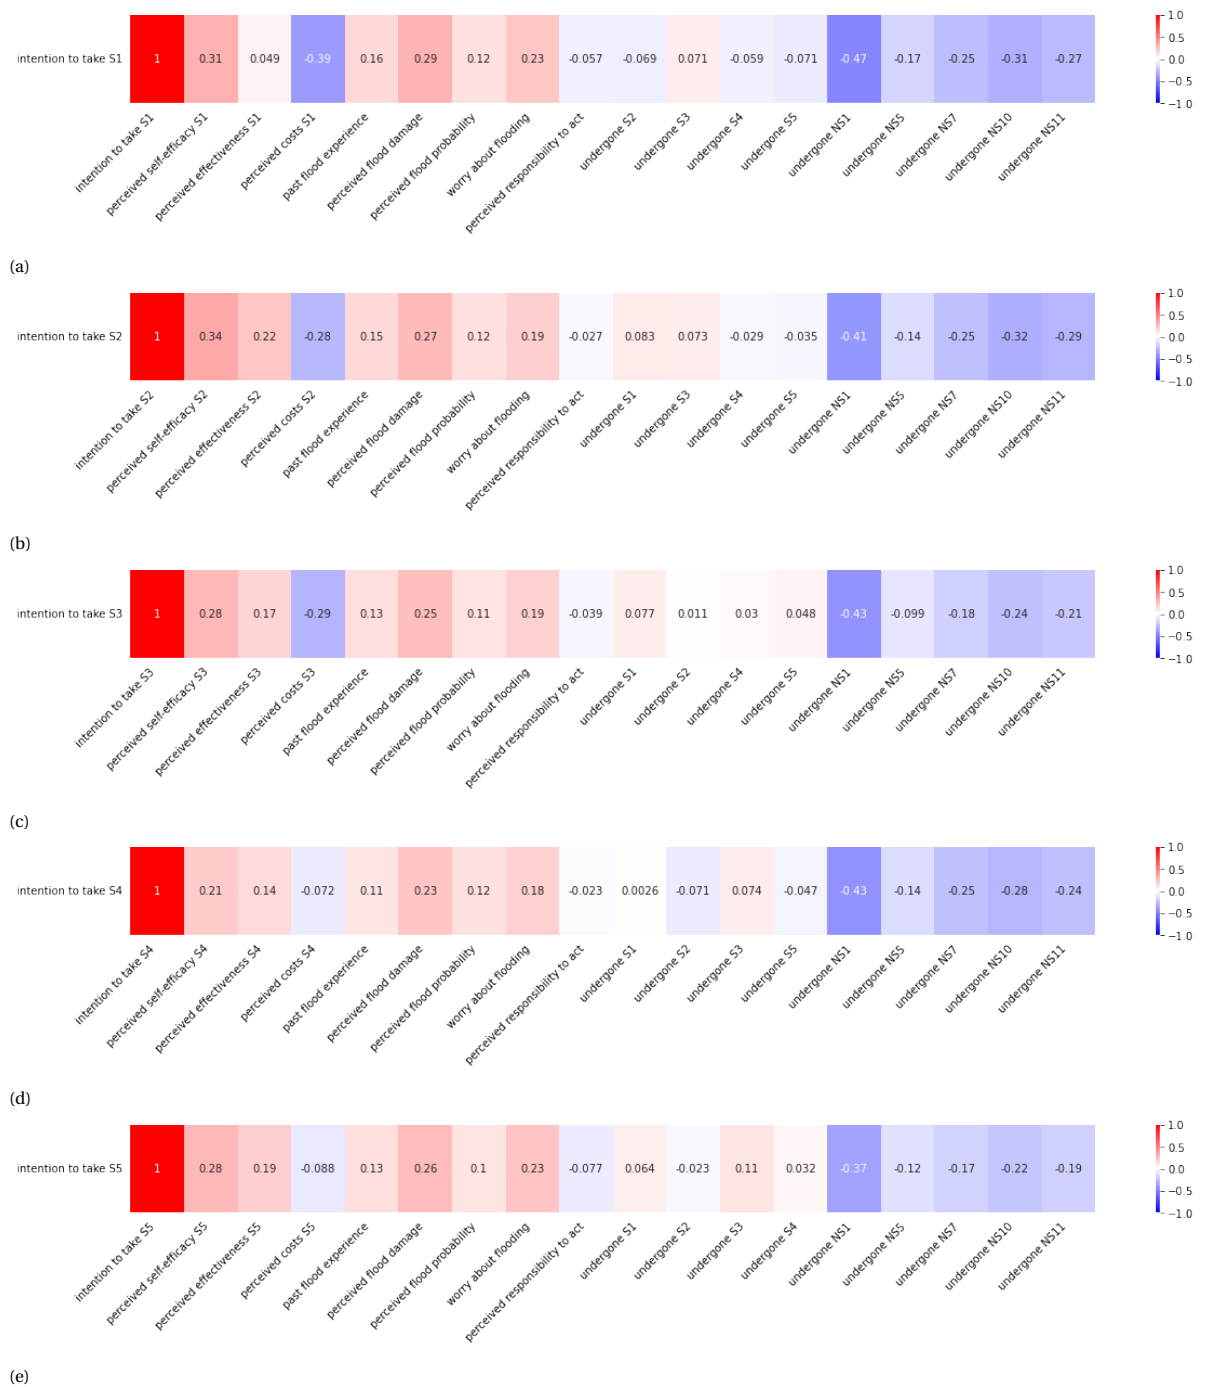 1.0
intention to take S1 1 0.31 0.049 -0.39 0.16 0.29 0.12 0.23 -0.057 -0.069 0.071 -0.059 -0.071 -0.47 -0.17 -0.25 -0.31 -0.27
0.5
0.0
−0.5
−1.0
intention to take S1
perceived self-efficacy S1
perceived effectiveness S1
perceived costs S1
past flood experience
perceived flood damage
perceived flood probability
worry about flooding
perceived responsibility to act
undergone S2
undergone S3
undergone S4
undergone S5
undergone NS1
undergone NS5
undergone NS7
undergone NS10
undergone NS11
(a)
1.0
intention to take S2 1 0.34 0.22 -0.28 0.15 0.27 0.12 0.19 -0.027 0.083 0.073 -0.029 -0.035 -0.41 -0.14 -0.25 -0.32 -0.29
0.5
0.0
−0.5
−1.0
intention to take S2
perceived self-efficacy S2
perceived effectiveness S2
perceived costs S2
past flood experience
perceived flood damage
perceived flood probability
worry about flooding
perceived responsibility to act
undergone S1
undergone S3
undergone S4
undergone S5
undergone NS1
undergone NS5
undergone NS7
undergone NS10
undergone NS11
(b)
1.0
intention to take S3 1 0.28 0.17 -0.29 0.13 0.25 0.11 0.19 -0.039 0.077 0.011 0.03 0.048 -0.43 -0.099 -0.18 -0.24 -0.21
0.5
0.0
−0.5
−1.0
intention to take S3
perceived self-efficacy S3
perceived effectiveness S3
perceived costs S3
past flood experience
perceived flood damage
perceived flood probability
worry about flooding
perceived responsibility to act
undergone S1
undergone S2
undergone S4
undergone S5
undergone NS1
undergone NS5
undergone NS7
undergone NS10
undergone NS11
(c)
1.0
intention to take S4 1 0.21 0.14 -0.072 0.11 0.23 0.12 0.18 -0.023 0.0026 -0.071 0.074 -0.047 -0.43 -0.14 -0.25 -0.28 -0.24
0.5
0.0
−0.5
−1.0
intention to take S4
perceived self-efficacy S4
perceived effectiveness S4
perceived costs S4
past flood experience
perceived flood damage
perceived flood probability
worry about flooding
perceived responsibility to act
undergone S1
undergone S2
undergone S3
undergone S5
undergone NS1
undergone NS5
undergone NS7
undergone NS10
undergone NS11
(d)
1.0
intention to take S5 1 0.28 0.19 -0.088 0.13 0.26 0.1 0.23 -0.077 0.064 -0.023 0.11 0.032 -0.37 -0.12 -0.17 -0.22 -0.19
0.5
0.0
−0.5
−1.0
intention to take S5
perceived self-efficacy S5
perceived effectiveness S5
perceived costs S5
past flood experience
perceived flood damage
perceived flood probability
worry about flooding
perceived responsibility to act
undergone S1
undergone S2
undergone S3
undergone S4
undergone NS1
undergone NS5
undergone NS7
undergone NS10
undergone NS11
(e)